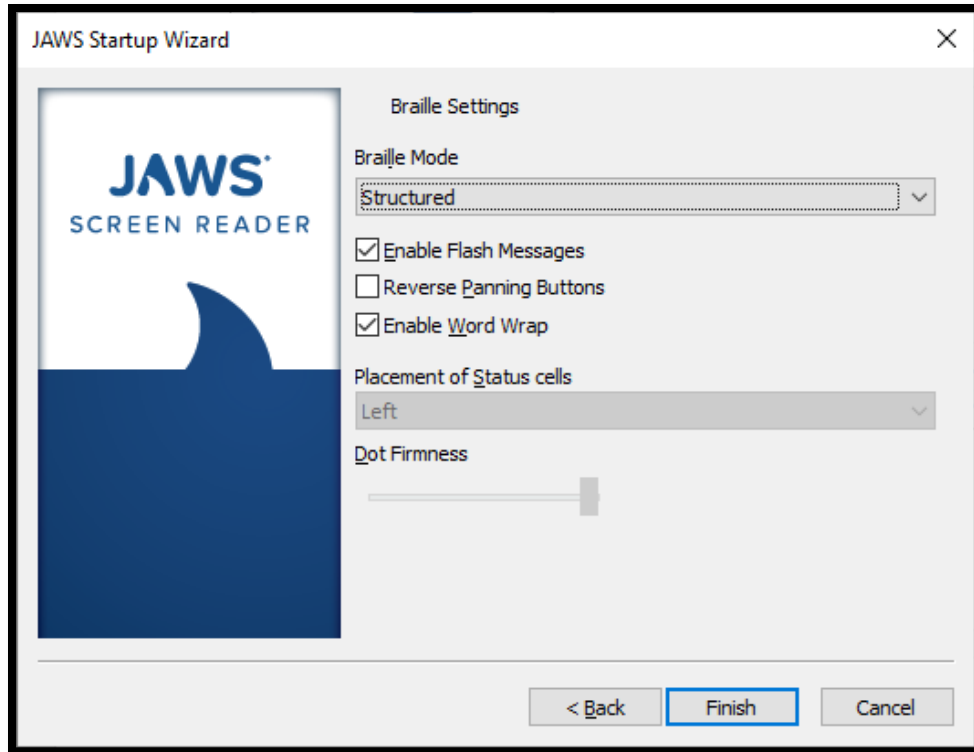 JAWS Startup Wizard
JAWS
SCREEN READER
Braille Settings
Braille Mode
Structured
Enable Flash Messages
Reverse Panning Buttons
Enable Word Wrap
Placement of Status cells
Left
Dot Firmness
< Back
Finish
Cancel